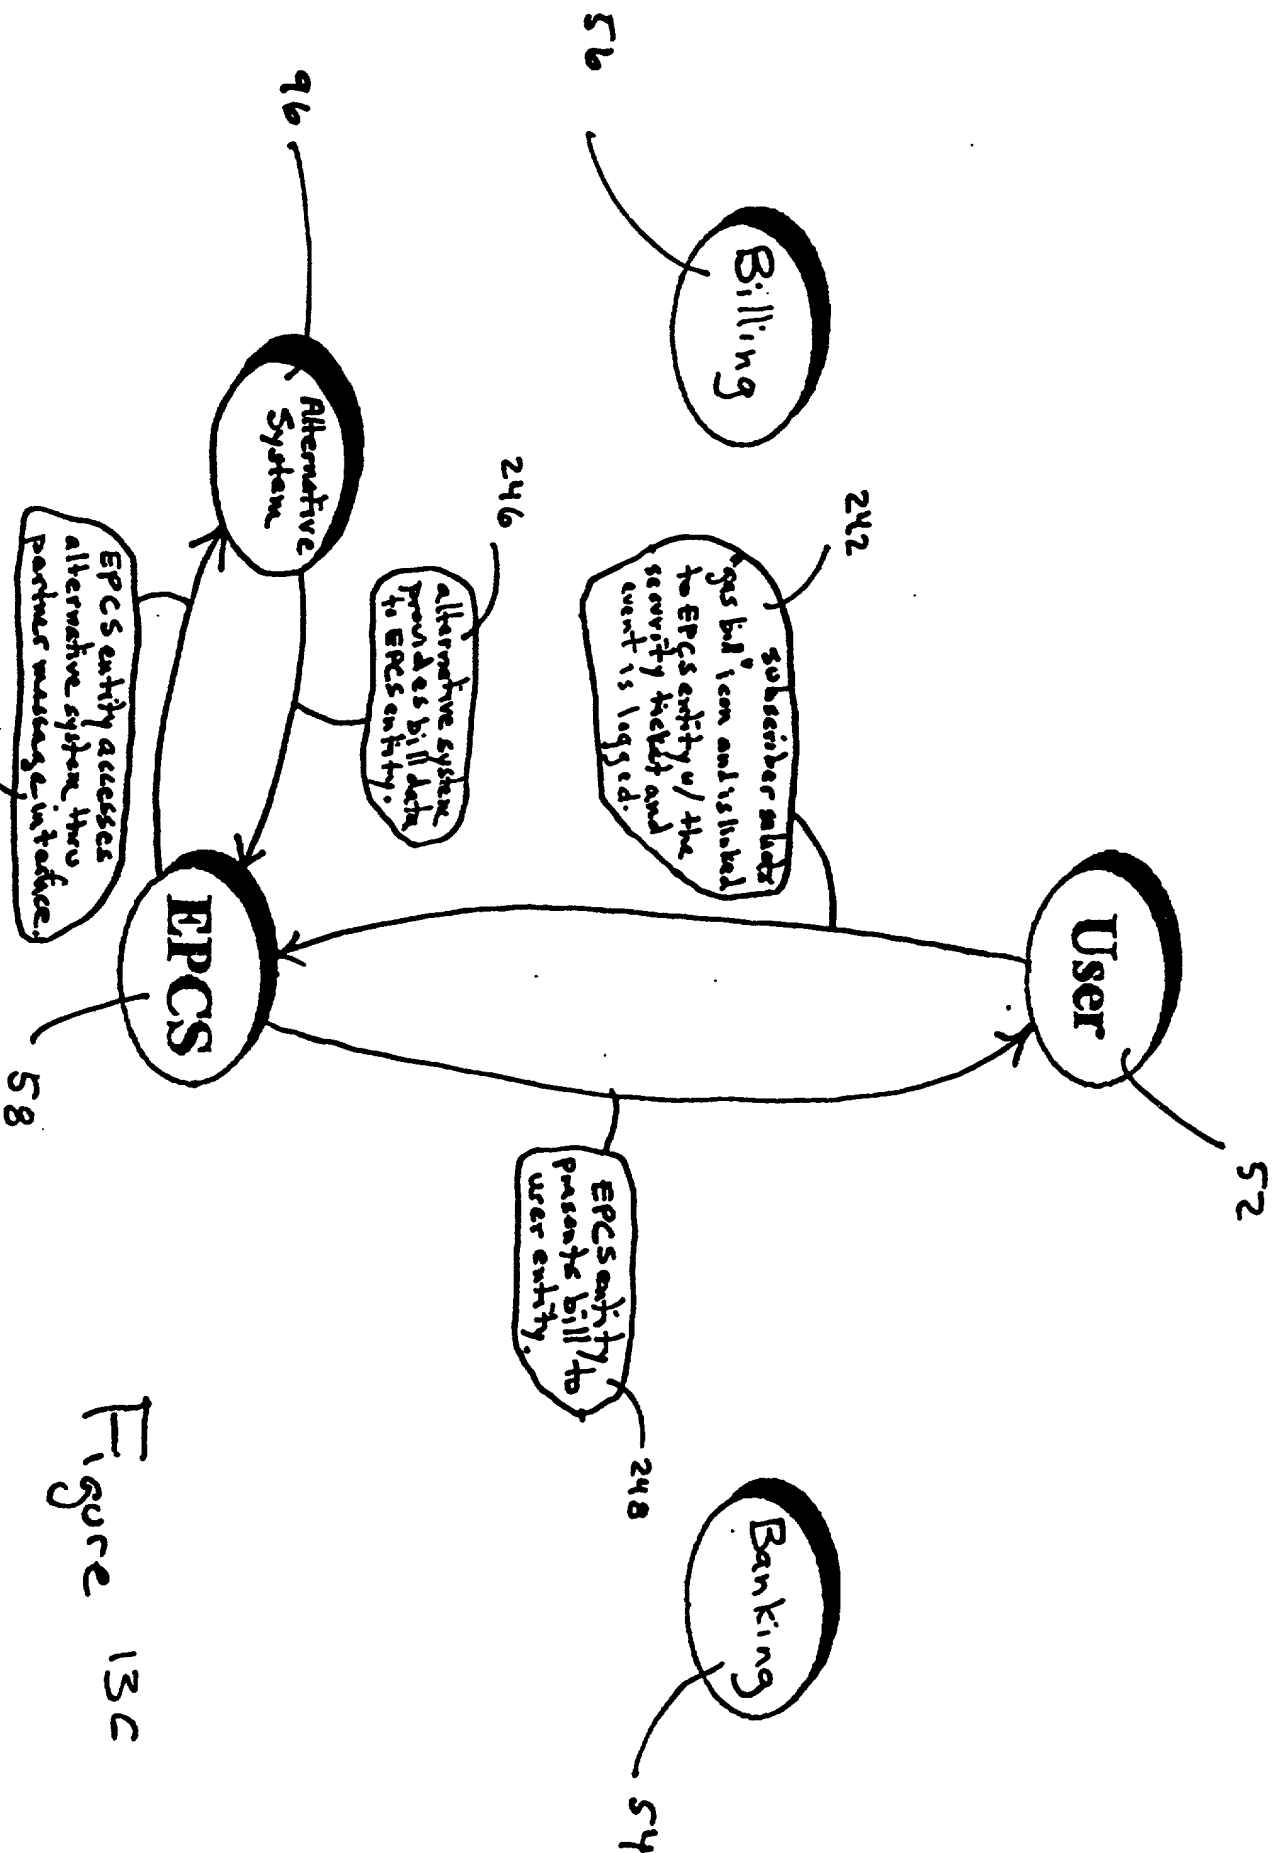 52
User
242
subscriber selects
"gas bill" icon and is linked
to EPCS entity w/ the
security ticket and
event is logged.
56
Billing
Banking
54
EPCS entity
presents bill to
user entity.
248
246
alternative system
provides bill data
to EPCS entity.
96
Alternative
System
EPCS
58
EPCS entity accesses
alternative system thru
partner message interface.
Figure 13C